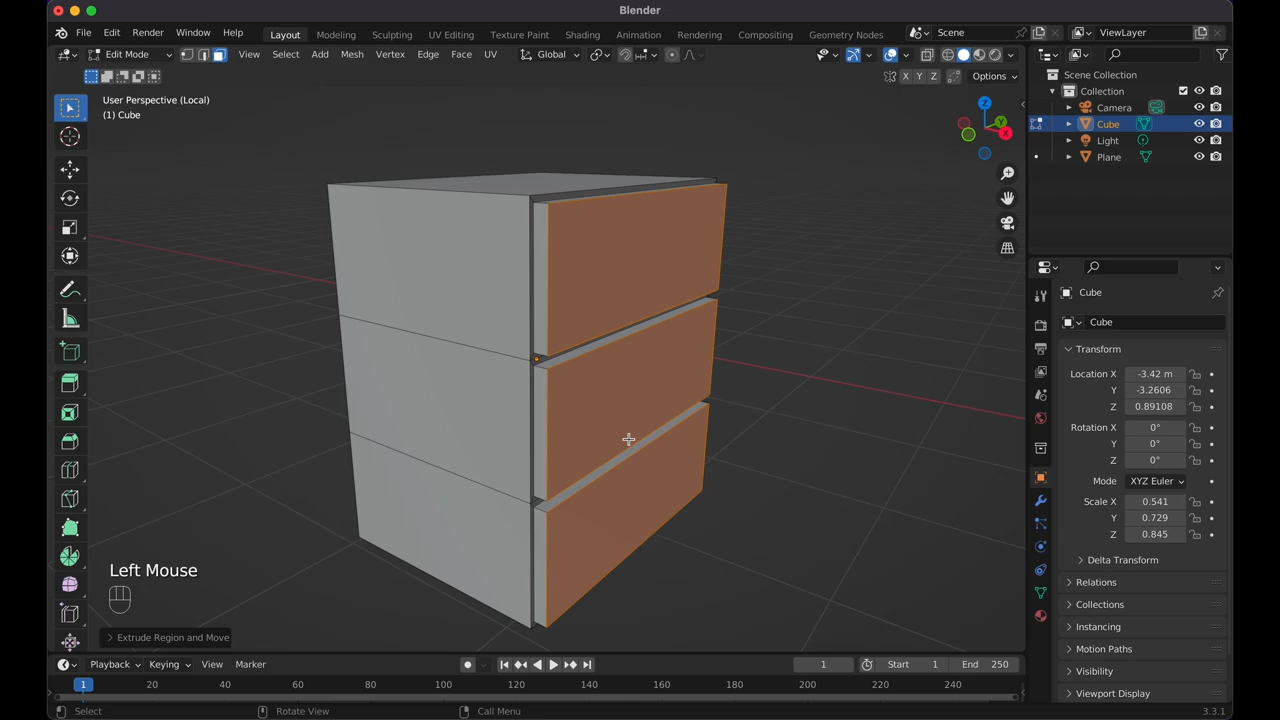 Blender
File Edit Render Window Help
Layout Modeling Sculpting UV Editing Texture Paint Shading Animation Rendering Compositing Geometry Nodes
Scene
ViewLayer
Edit Mode
View Select Add Mesh Vertex Edge Face UV
Global
X Y Z
Options
User Perspective (Local)
(1) Cube
Z
Y
X
Scene Collection
Collection
Camera
Cube
Light
Plane
Cube
Cube
Transform
Location X -3.42 m
Y -3.2606
Z 0.89108
Rotation X 0°
Y 0°
Z 0°
Mode XYZ Euler
Scale X 0.541
Y 0.729
Z 0.845
Delta Transform
Relations
Collections
Instancing
Motion Paths
Visibility
Viewport Display
Left Mouse
Extrude Region and Move
Playback Keying View Marker
1
Start 1
End 250
1 20 40 60 80 100 120 140 160 180 200 220 240
Select
Rotate View
Call Menu
3.3.1